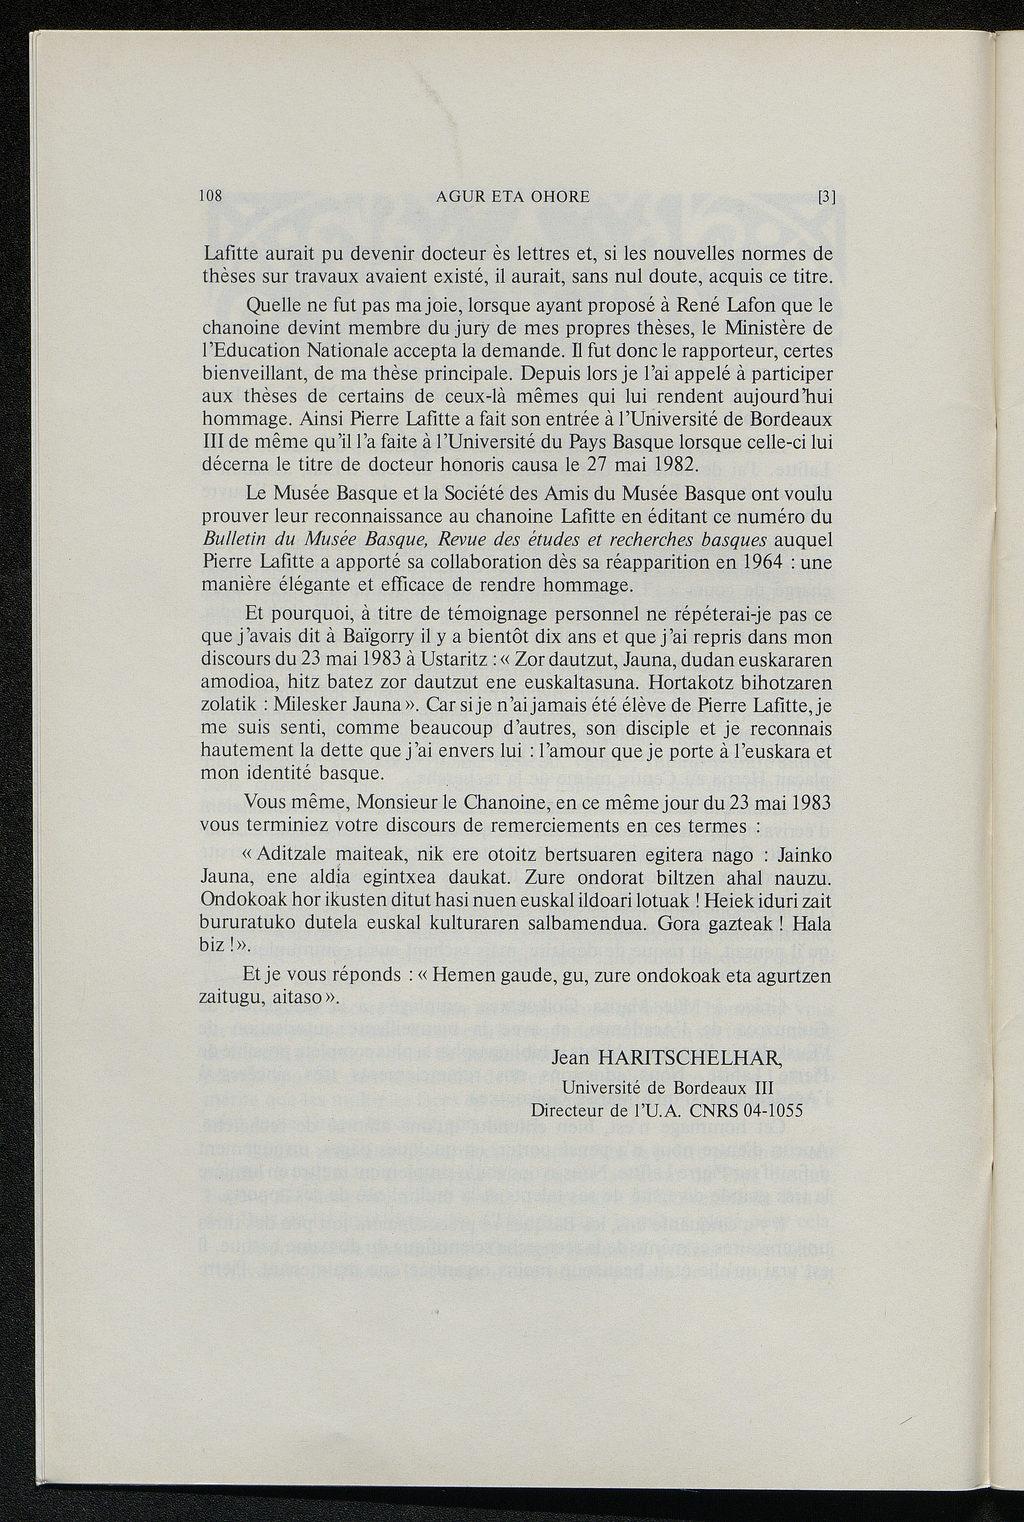 108 AGUR ETA OHORE [3]
Lafitte aurait pu devenir docteur ès lettres et, si les nouvelles normes de
thèses sur travaux avaient existé, il aurait, sans nul doute, acquis ce titre.
Quelle ne fut pas ma joie, lorsque ayant proposé à René Lafon que le
chanoine devint membre du jury de mes propres thèses, le Ministère de
l'Education Nationale accepta la demande. Il fut donc le rapporteur, certes
bienveillant, de ma thèse principale. Depuis lors je l'ai appelé à participer
aux thèses de certains de ceux-là mêmes qui lui rendent aujourd'hui
hommage. Ainsi Pierre Lafitte a fait son entrée à l'Université de Bordeaux
III de même qu'il l'a faite à l'Université du Pays Basque lorsque celle-ci lui
décerna le titre de docteur honoris causa le 27 mai 1982.
Le Musée Basque et la Société des Amis du Musée Basque ont voulu
prouver leur reconnaissance au chanoine Lafitte en éditant ce numéro du
Bulletin du Musée Basque, Revue des études et recherches basques auquel
Pierre Lafitte a apporté sa collaboration dès sa réapparition en 1964 : une
manière élégante et efficace de rendre hommage.
Et pourquoi, à titre de témoignage personnel ne répéterai-je pas ce
que j'avais dit à Baïgorry il y a bientôt dix ans et que j'ai repris dans mon
discours du 23 mai 1983 à Ustaritz : « Zor dautzut, Jauna, dudan euskararen
amodioa, hitz batez zor dautzut ene euskaltasuna. Hortakotz bihotzaren
zolatik : Milesker Jauna ». Car si je n'ai jamais été élève de Pierre Lafitte, je
me suis senti, comme beaucoup d'autres, son disciple et je reconnais
hautement la dette que j'ai envers lui : l'amour que je porte à l'euskara et
mon identité basque.
Vous même, Monsieur le Chanoine, en ce même jour du 23 mai 1983
vous terminiez votre discours de remerciements en ces termes :
« Aditzale maiteak, nik ere otoitz bertsuaren egitera nago : Jainko
Jauna, ene aldia egintxea daukat. Zure ondorat biltzen ahal nauzu.
Ondokoak hor ikusten ditut hasi nuen euskal ildoari lotuak ! Heiek iduri zait
bururatuko dutela euskal kulturaren salbamendua. Gora gazteak ! Hala
biz ! ».
Et je vous réponds : « Hemen gaude, gu, zure ondokoak eta agurtzen
zaitugu, aitaso ».
Jean HARITSCHELHAR,
Université de Bordeaux III
Directeur de l'U.A. CNRS 04-1055